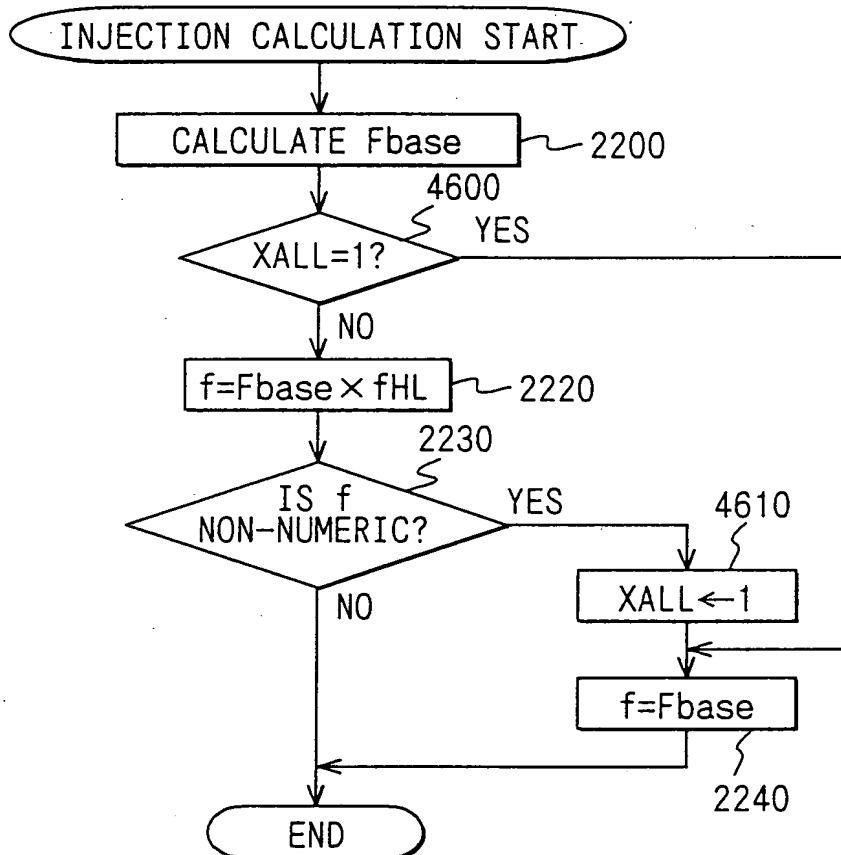 INJECTION CALCULATION START
CALCULATE Fbase
2200
4600
XALL=1?
YES
NO
f=Fbase×fHL
2220
2230
IS f
NON-NUMERIC?
YES
NO
4610
XALL←1
f=Fbase
2240
END